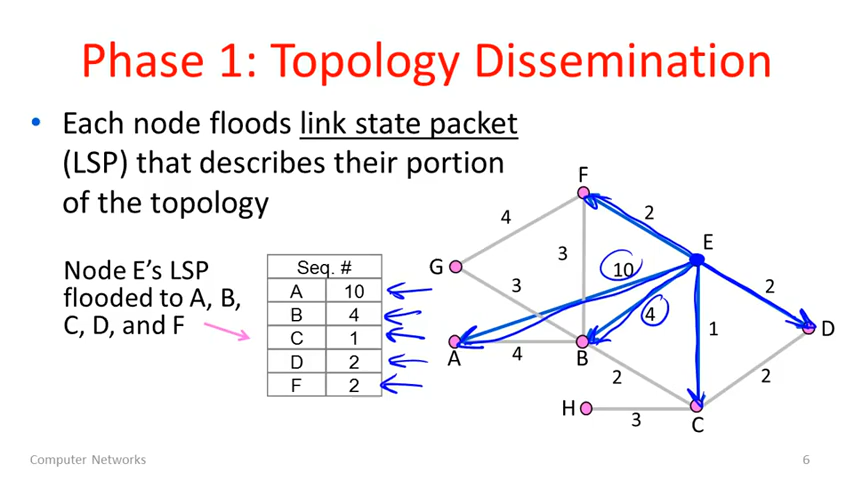 Phase 1: Topology Dissemination
• Each node floods link state packet
(LSP) that describes their portion
of the topology
Node E's LSP
flooded to A, B,
C, D, and F
Seq. #
A 10
B 4
C 1
D 2
F 2
F
4
2
E
G
3
10
3
2
4
1
D
A
4
B
2
2
H
3
C
Computer Networks
6